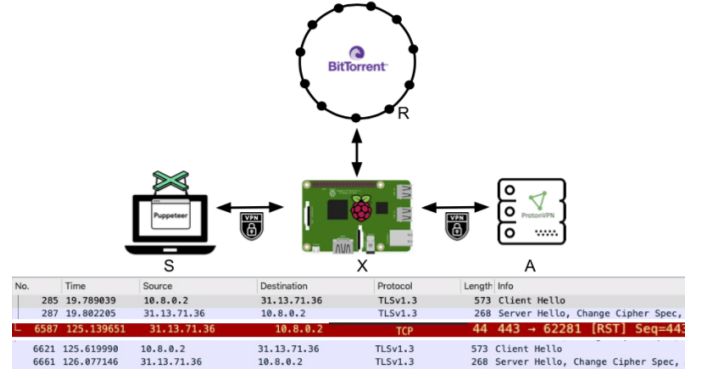 BitTorrent
R
Puppeteer
VPN
VPN
ProtonVPN
S
X
A
No. Time Source Destination Protocol Length Info
285 19.789039 10.8.0.2 31.13.71.36 TLSv1.3 573 Client Hello
287 19.802205 31.13.71.36 10.8.0.2 TLSv1.3 268 Server Hello, Change Cipher Spec,
6587 125.139651 31.13.71.36 10.8.0.2 TCP 44 443 → 62281 [RST] Seq=443
6621 125.619990 10.8.0.2 31.13.71.36 TLSv1.3 573 Client Hello
6661 126.077146 31.13.71.36 10.8.0.2 TLSv1.3 268 Server Hello, Change Cipher Spec,